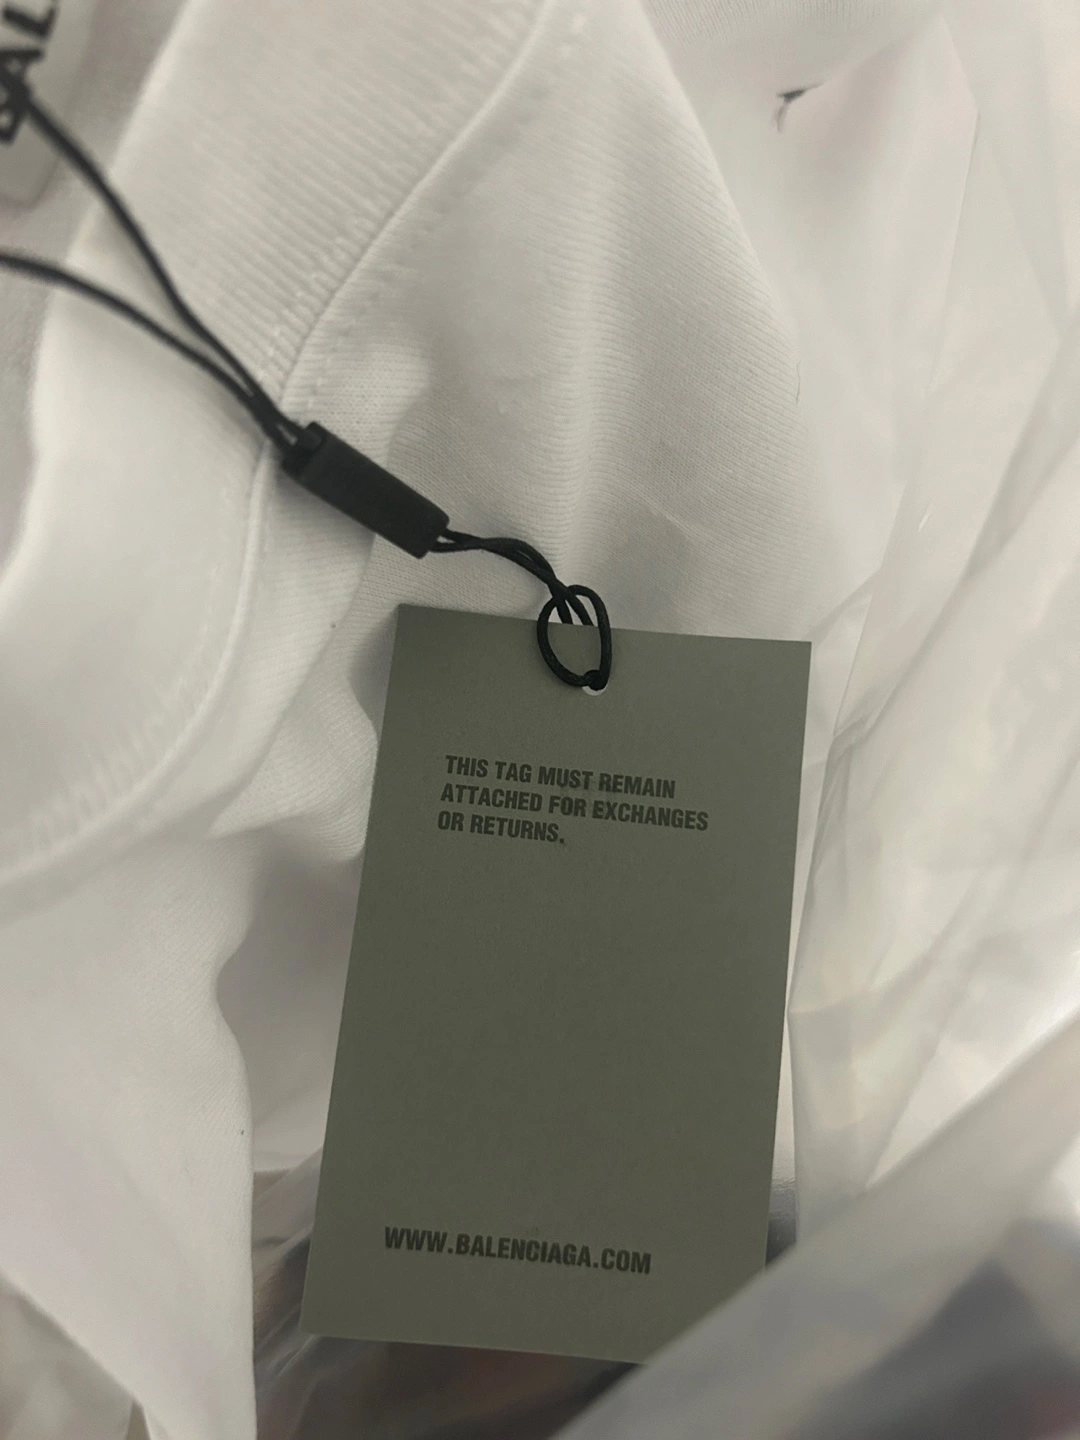 THIS TAG MUST REMAIN
ATTACHED FOR EXCHANGES
OR RETURNS.
WWW.BALENCIAGA.COM